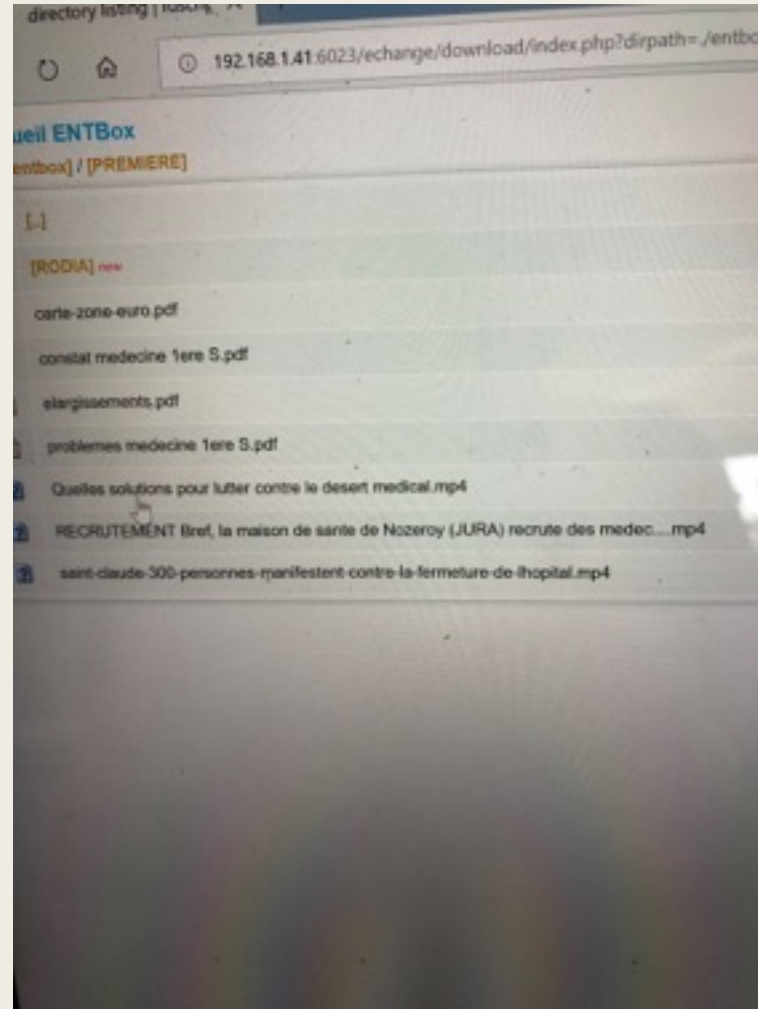 directory listing |
192.168.1.41:6023/echange/download/index.php?dirpath=./entbo
ueil ENTBox
entbox] / [PREMIERE]
[..]
[RODIA] new
carte-zone-euro.pdf
constat medecine 1ere S.pdf
elargissements.pdf
problemes medecine 1ere S.pdf
Quelles solutions pour lutter contre le desert medical.mp4
RECRUTEMENT Bref, la maison de sante de Nozeroy (JURA) recrute des medec....mp4
saint-claude-300-personnes-manifestent-contre-la-fermeture-de-lhopital.mp4